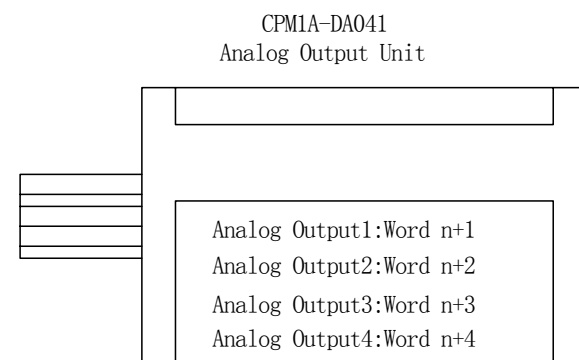 CPM1A-DA041
Analog Output Unit
Analog Output1:Word n+1
Analog Output2:Word n+2
Analog Output3:Word n+3
Analog Output4:Word n+4